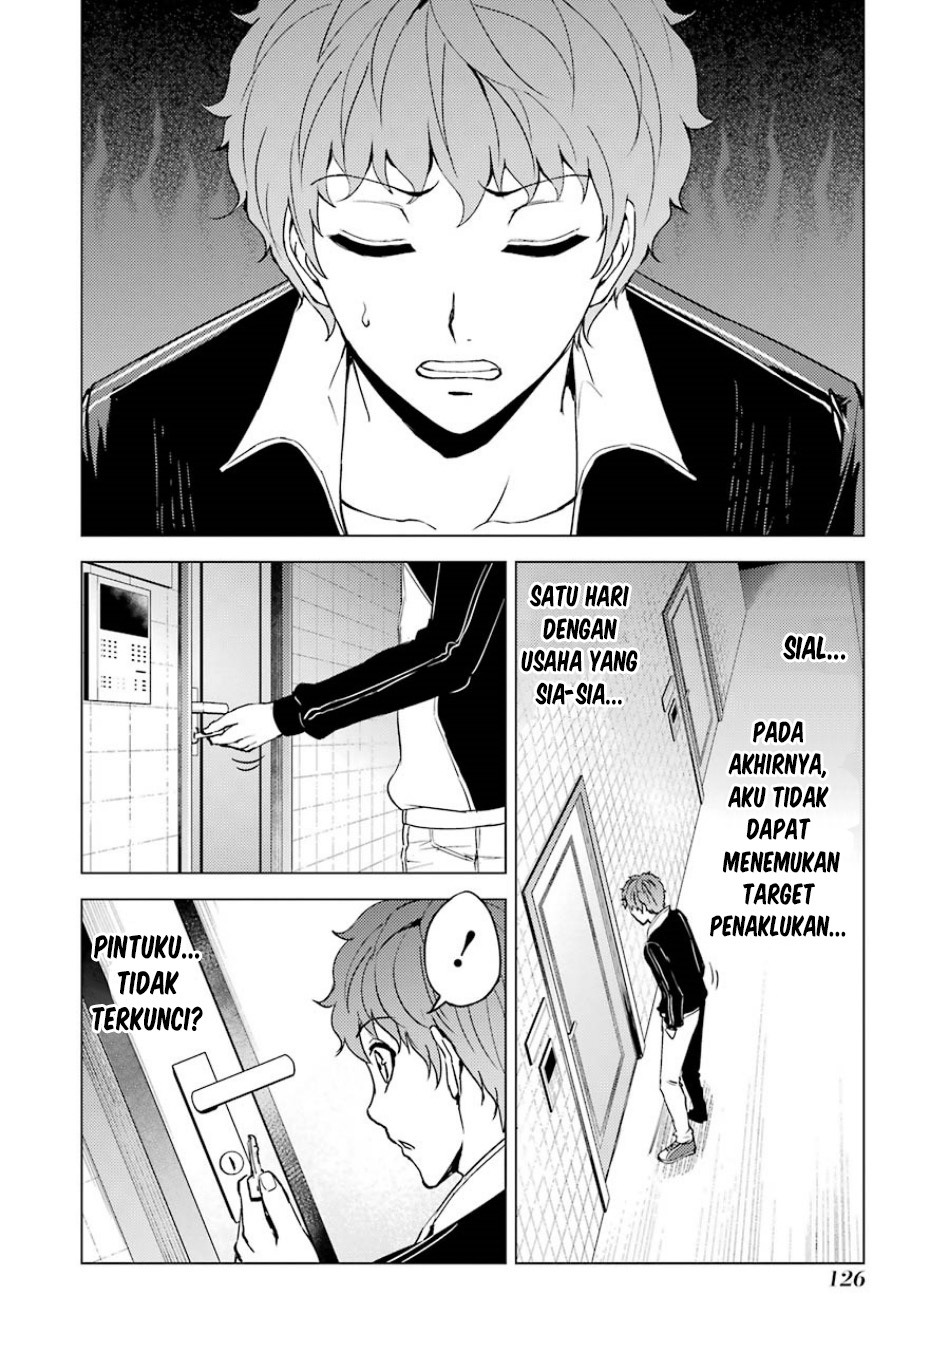 SIAL...
PADA
AKHIRNYA,
AKU TIDAK
DAPAT
MENEMUKAN
TARGET
PENAKLUKAN...
SATU HARI
DENGAN
USAHA YANG
SIA-SIA...
!
PINTUKU...
TIDAK
TERKUNCI?
126